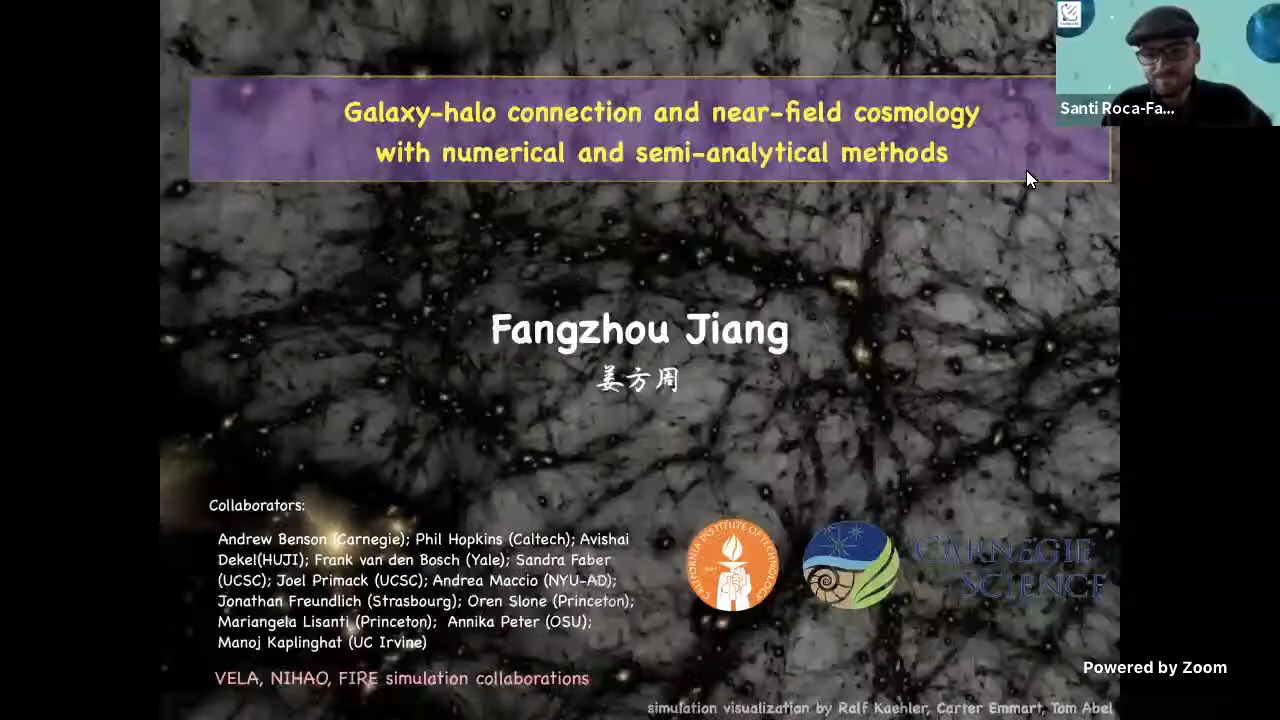 Galaxy-halo connection and near-field cosmology
with numerical and semi-analytical methods
Santi Roca-Fa...
Fangzhou Jiang
姜方周
Collaborators:
Andrew Benson (Carnegie); Phil Hopkins (Caltech); Avishai
Dekel(HUJI); Frank van den Bosch (Yale); Sandra Faber
(UCSC); Joel Primack (UCSC); Andrea Maccio (NYU-AD);
Jonathan Freundlich (Strasbourg); Oren Slone (Princeton);
Mariangela Lisanti (Princeton); Annika Peter (OSU);
Manoj Kaplinghat (UC Irvine)
VELA, NIHAO, FIRE simulation collaborations
CALIFORNIA INSTITUTE OF TECHNOLOGY
CARNEGIE
SCIENCE
Powered by Zoom
simulation visualization by Ralf Kaehler, Carter Emmart, Tom Abel